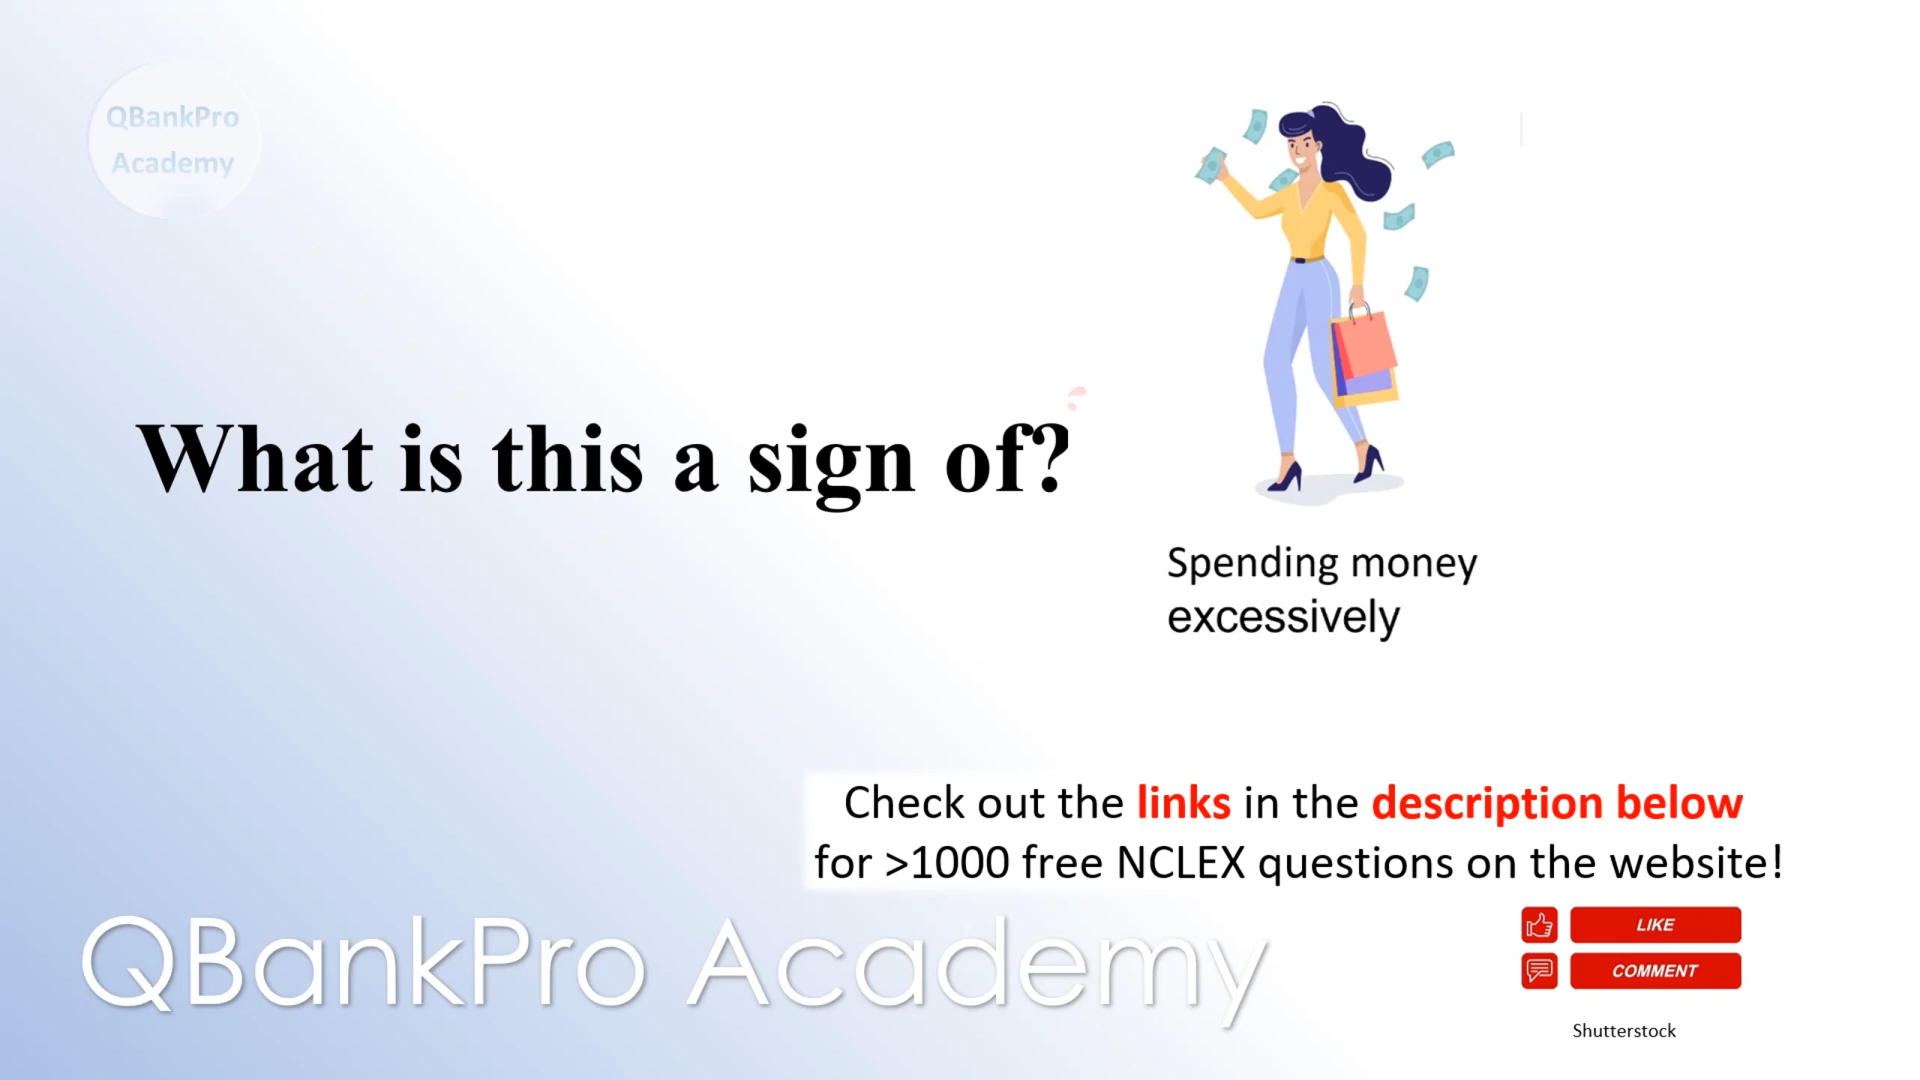 QBankPro
Academy
What is this a sign of?
Spending money
excessively
Check out the links in the description below
for >1000 free NCLEX questions on the website!
QBankPro Academy
LIKE
COMMENT
Shutterstock